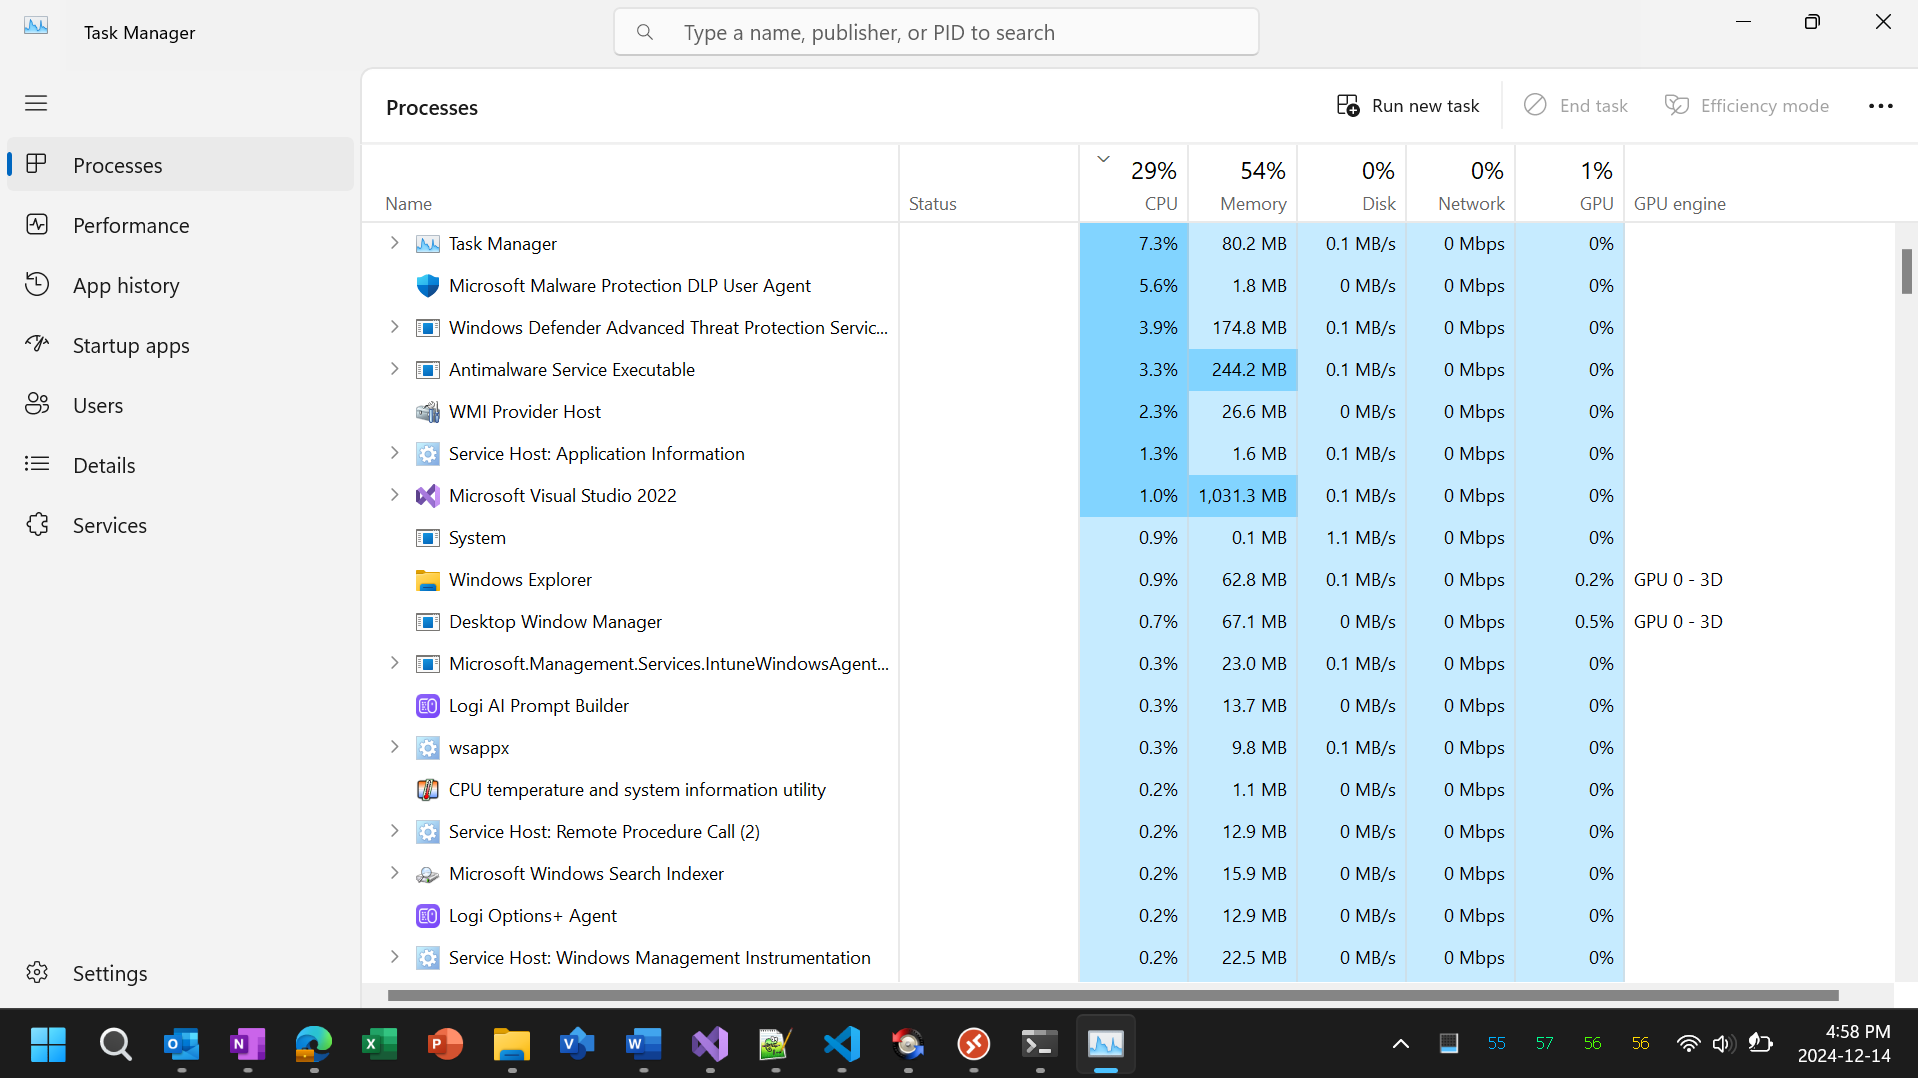 Task Manager
Type a name, publisher, or PID to search
Processes
Run new task
End task
Efficiency mode
Processes
Performance
App history
Startup apps
Users
Details
Services
Settings
29% 54% 0% 0% 1%
Name Status CPU Memory Disk Network GPU GPU engine
Task Manager 7.3% 80.2 MB 0.1 MB/s 0 Mbps 0%
Microsoft Malware Protection DLP User Agent 5.6% 1.8 MB 0 MB/s 0 Mbps 0%
Windows Defender Advanced Threat Protection Servic... 3.9% 174.8 MB 0.1 MB/s 0 Mbps 0%
Antimalware Service Executable 3.3% 244.2 MB 0.1 MB/s 0 Mbps 0%
WMI Provider Host 2.3% 26.6 MB 0 MB/s 0 Mbps 0%
Service Host: Application Information 1.3% 1.6 MB 0.1 MB/s 0 Mbps 0%
Microsoft Visual Studio 2022 1.0% 1,031.3 MB 0.1 MB/s 0 Mbps 0%
System 0.9% 0.1 MB 1.1 MB/s 0 Mbps 0%
Windows Explorer 0.9% 62.8 MB 0.1 MB/s 0 Mbps 0.2% GPU 0 - 3D
Desktop Window Manager 0.7% 67.1 MB 0 MB/s 0 Mbps 0.5% GPU 0 - 3D
Microsoft.Management.Services.IntuneWindowsAgent... 0.3% 23.0 MB 0.1 MB/s 0 Mbps 0%
Logi AI Prompt Builder 0.3% 13.7 MB 0 MB/s 0 Mbps 0%
wsappx 0.3% 9.8 MB 0.1 MB/s 0 Mbps 0%
CPU temperature and system information utility 0.2% 1.1 MB 0 MB/s 0 Mbps 0%
Service Host: Remote Procedure Call (2) 0.2% 12.9 MB 0 MB/s 0 Mbps 0%
Microsoft Windows Search Indexer 0.2% 15.9 MB 0 MB/s 0 Mbps 0%
Logi Options+ Agent 0.2% 12.9 MB 0 MB/s 0 Mbps 0%
Service Host: Windows Management Instrumentation 0.2% 22.5 MB 0 MB/s 0 Mbps 0%
55 57 56 56
4:58 PM
2024-12-14